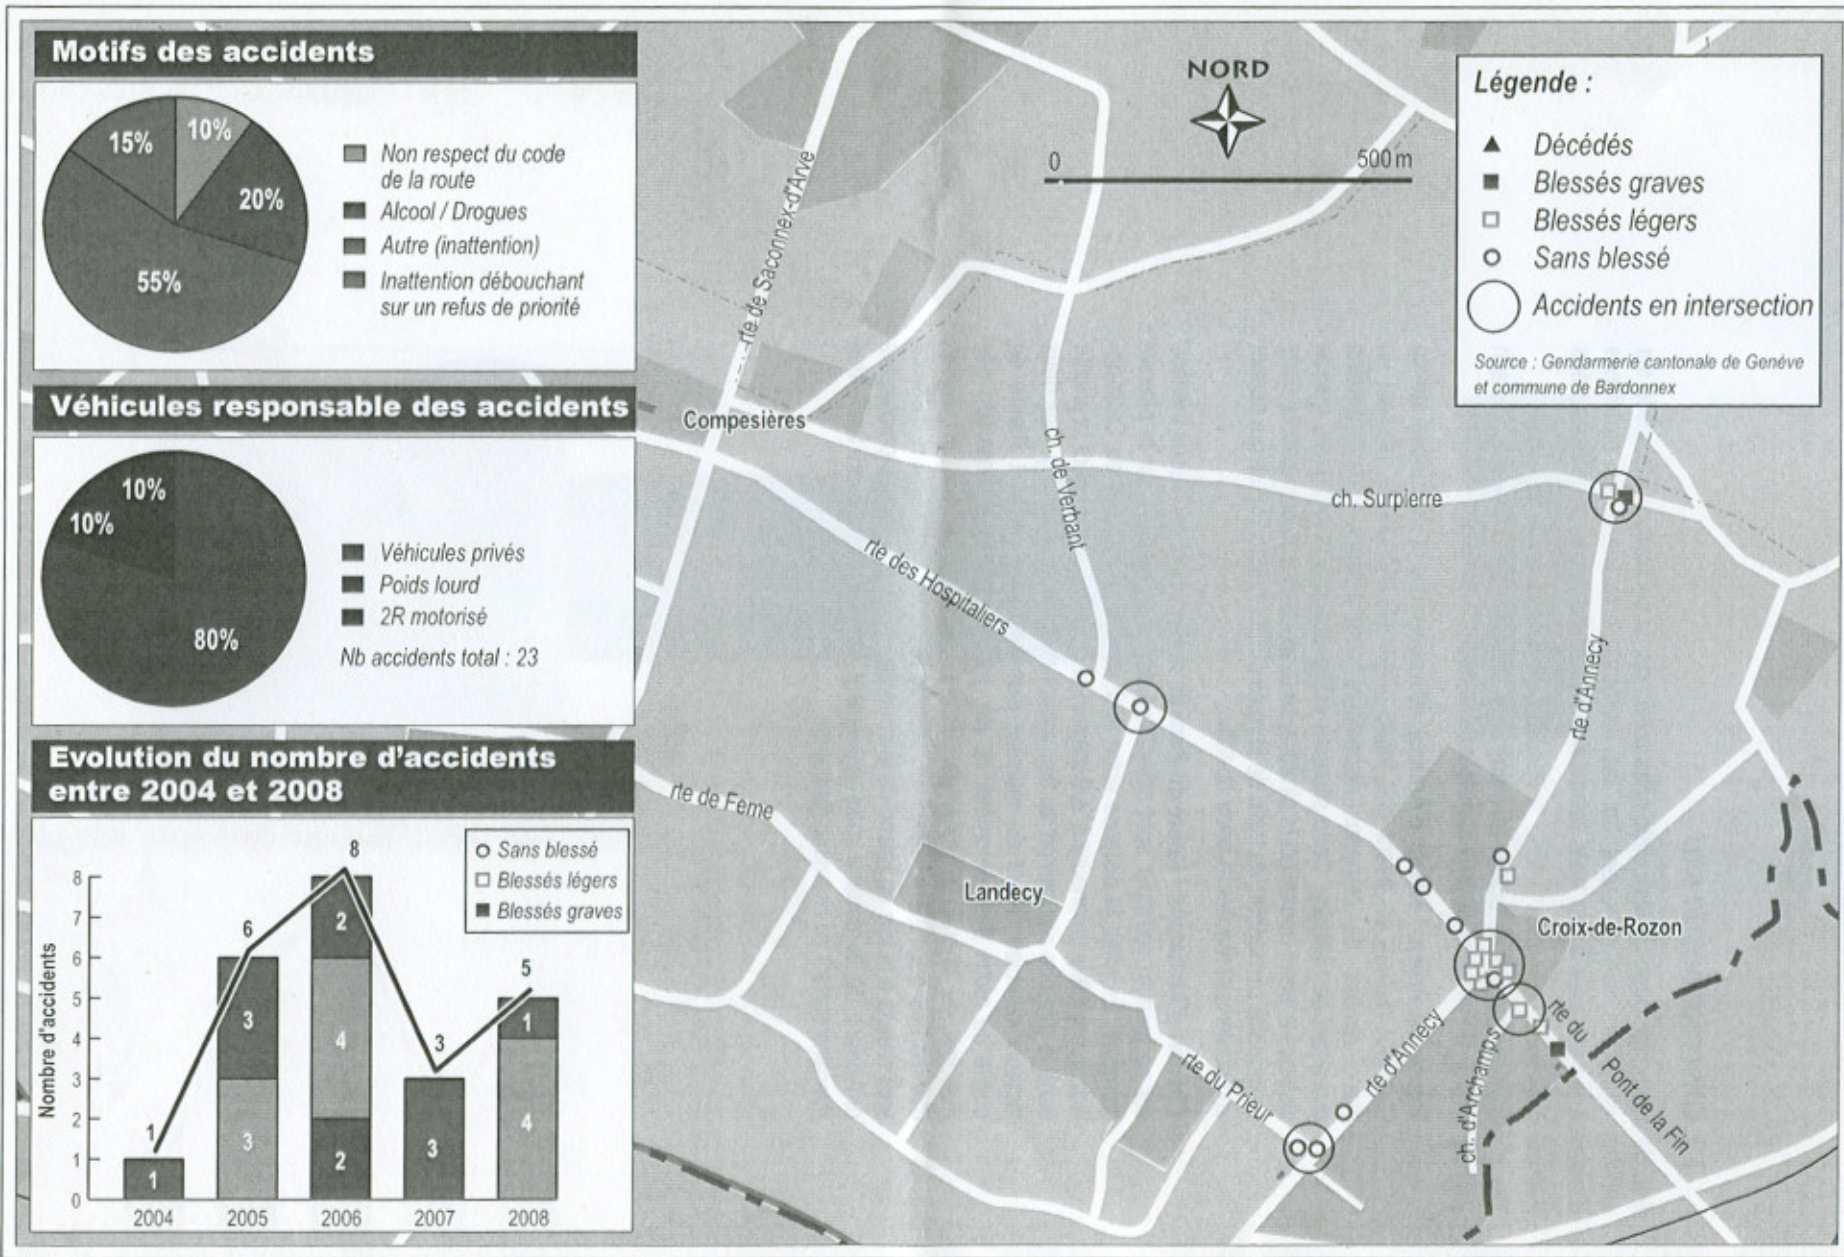 Motifs des accidents
15%
10%
20%
55%
Non respect du code
de la route
Alcool / Drogues
Autre (inattention)
Inattention débouchant
sur un refus de priorité
Véhicules responsable des accidents
10%
10%
80%
Véhicules privés
Poids lourd
2R motorisé
Nb accidents total : 23
Evolution du nombre d'accidents
entre 2004 et 2008
Sans blessé
Blessés légers
Blessés graves
Nombre d'accidents
8
7
6
5
4
3
2
1
0
1
6
8
3
5
1
3
3
2
4
2
3
1
4
2004
2005
2006
2007
2008
NORD
0
500 m
Légende :
Décédés
Blessés graves
Blessés légers
Sans blessé
Accidents en intersection
Source : Gendarmerie cantonale de Genève
et commune de Bardonnex
rte de Saconnex-d'Arve
Compesières
ch. de Verbant
ch. Surpierre
rte des Hospitaliers
rte d'Annecy
rte de Ferne
Landecy
Croix-de-Rozon
rte d'Annecy
rte du Prieur
ch. d'Archamps
rte du Pont de la Fin